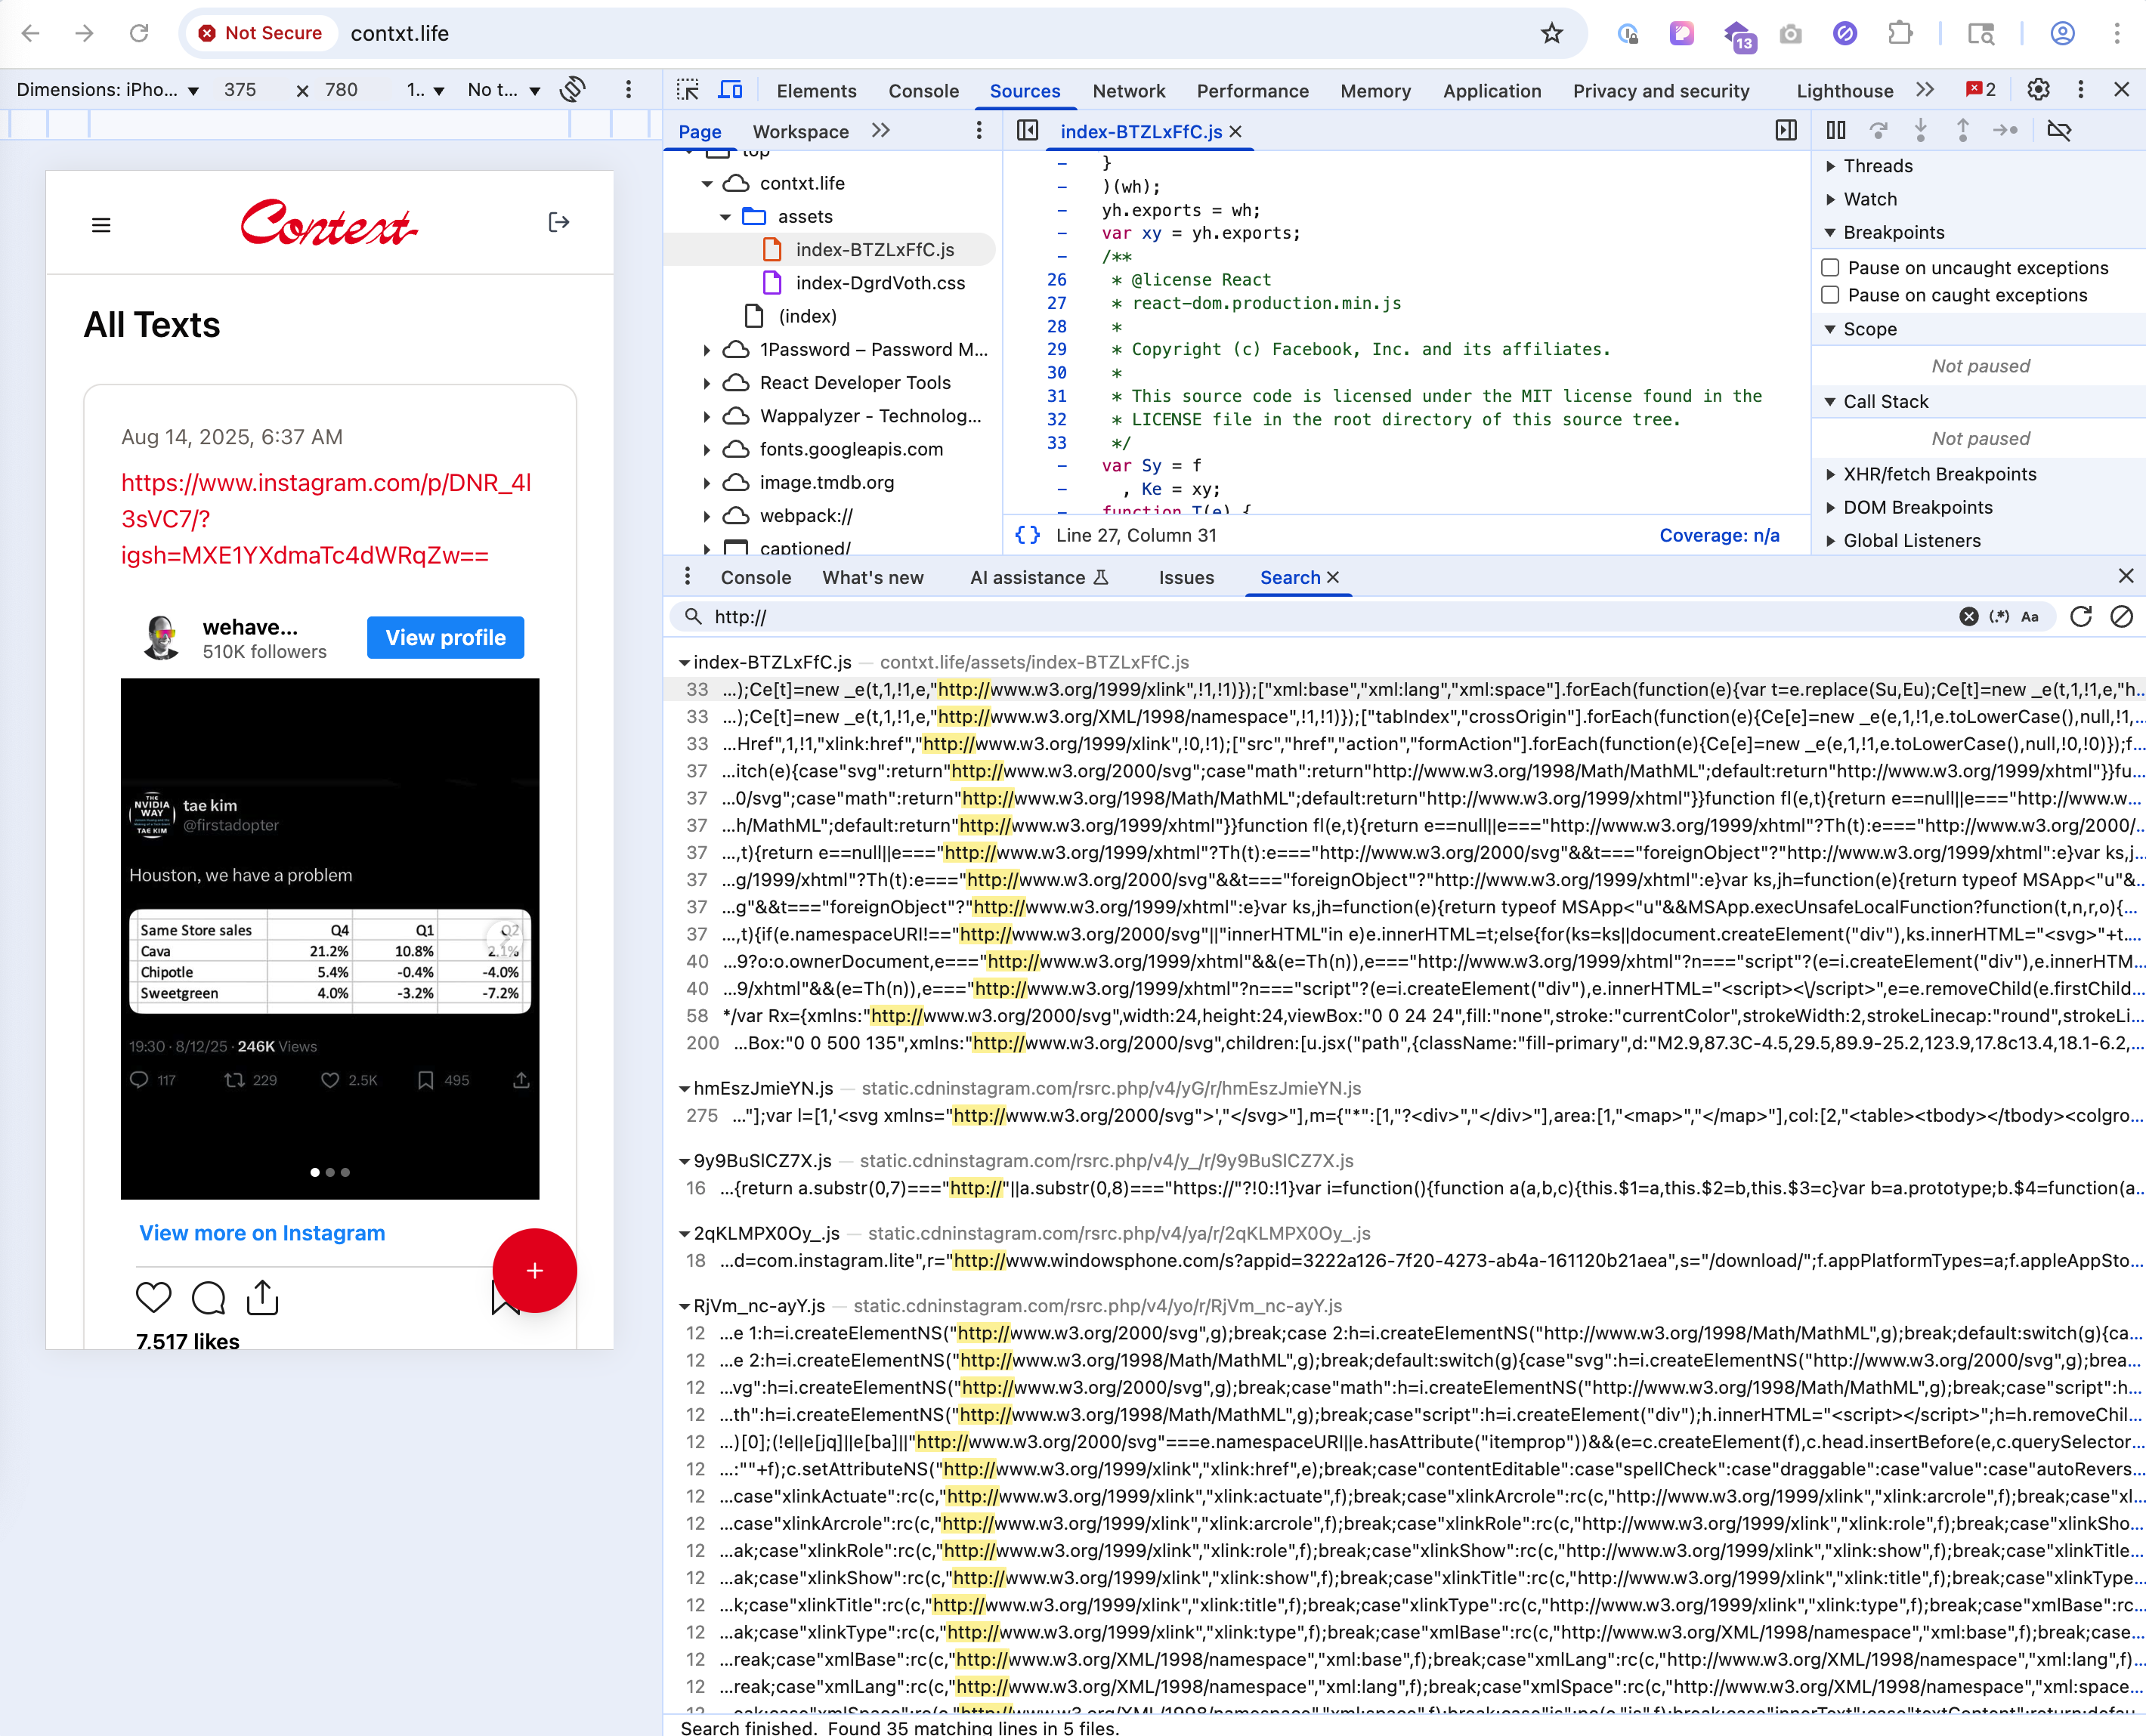 Not Secure contxt.life
13
Dimensions: iPho... 375 × 780 1.. No t...
Elements Console Sources Network Performance Memory Application Privacy and security Lighthouse 2
Context
All Texts
Aug 14, 2025, 6:37 AM
https://www.instagram.com/p/DNR_4l
3sVC7/?
igsh=MXE1YXdmaTc4dWRqZw==
wehave...
510K followers
View profile
THE
NVIDIA
WAY
TAE KIM
tae kim
@firstadopter
Houston, we have a problem
Same Store sales Q4 Q1 Q2
Cava 21.2% 10.8% 2.1%
Chipotle 5.4% -0.4% -4.0%
Sweetgreen 4.0% -3.2% -7.2%
19:30 · 8/12/25 · 246K Views
117 229 2.5K 495
View more on Instagram
+
7,517 likes
Page Workspace
top
contxt.life
assets
index-BTZLxFfC.js
index-DgrdVoth.css
(index)
1Password – Password M...
React Developer Tools
Wappalyzer - Technolog...
fonts.googleapis.com
image.tmdb.org
webpack://
captioned/
index-BTZLxFfC.js
- }
- )(wh);
- yh.exports = wh;
- var xy = yh.exports;
- /**
26 * @license React
27 * react-dom.production.min.js
28 *
29 * Copyright (c) Facebook, Inc. and its affiliates.
30 *
31 * This source code is licensed under the MIT license found in the
32 * LICENSE file in the root directory of this source tree.
33 */
- var Sy = f
- , Ke = xy;
- function T(e) {
{} Line 27, Column 31 Coverage: n/a
Threads
Watch
Breakpoints
Pause on uncaught exceptions
Pause on caught exceptions
Scope
Not paused
Call Stack
Not paused
XHR/fetch Breakpoints
DOM Breakpoints
Global Listeners
Console What's new AI assistance Issues Search
http:// (.*) Aa
index-BTZLxFfC.js — contxt.life/assets/index-BTZLxFfC.js
33 ...);Ce[t]=new _e(t,1,!1,e,"http://www.w3.org/1999/xlink",!1,!1)});["xml:base","xml:lang","xml:space"].forEach(function(e){var t=e.replace(Su,Eu);Ce[t]=new _e(t,1,!1,e,"h...
33 ...);Ce[t]=new _e(t,1,!1,e,"http://www.w3.org/XML/1998/namespace",!1,!1)});["tabIndex","crossOrigin"].forEach(function(e){Ce[e]=new _e(e,1,!1,e.toLowerCase(),null,!1,...
33 ...Href",1,!1,"xlink:href","http://www.w3.org/1999/xlink",!0,!1);["src","href","action","formAction"].forEach(function(e){Ce[e]=new _e(e,1,!1,e.toLowerCase(),null,!0,!0)});f...
37 ...itch(e){case"svg":return"http://www.w3.org/2000/svg";case"math":return"http://www.w3.org/1998/Math/MathML";default:return"http://www.w3.org/1999/xhtml"}}fu...
37 ...0/svg";case"math":return"http://www.w3.org/1998/Math/MathML";default:return"http://www.w3.org/1999/xhtml"}}function fl(e,t){return e==null||e==="http://www.w...
37 ...h/MathML";default:return"http://www.w3.org/1999/xhtml"}}function fl(e,t){return e==null||e==="http://www.w3.org/1999/xhtml"?Th(t):e==="http://www.w3.org/2000/...
37 ...,t){return e==null||e==="http://www.w3.org/1999/xhtml"?Th(t):e==="http://www.w3.org/2000/svg"&&t==="foreignObject"?"http://www.w3.org/1999/xhtml":e}var ks,j...
37 ...g/1999/xhtml"?Th(t):e==="http://www.w3.org/2000/svg"&&t==="foreignObject"?"http://www.w3.org/1999/xhtml":e}var ks,jh=function(e){return typeof MSApp<"u"&...
37 ...g"&&t==="foreignObject"?"http://www.w3.org/1999/xhtml":e}var ks,jh=function(e){return typeof MSApp<"u"&&MSApp.execUnsafeLocalFunction?function(t,n,r,o){...
37 ...,t){if(e.namespaceURI!=="http://www.w3.org/2000/svg"||"innerHTML"in e)e.innerHTML=t;else{for(ks=ks||document.createElement("div"),ks.innerHTML="<svg>"+t....
40 ...9?o:o.ownerDocument,e==="http://www.w3.org/1999/xhtml"&&(e=Th(n)),e==="http://www.w3.org/1999/xhtml"?n==="script"?(e=i.createElement("div"),e.innerHTM...
40 ...9/xhtml"&&(e=Th(n)),e==="http://www.w3.org/1999/xhtml"?n==="script"?(e=i.createElement("div"),e.innerHTML="<script><\/script>",e=e.removeChild(e.firstChild...
58 */var Rx={xmlns:"http://www.w3.org/2000/svg",width:24,height:24,viewBox:"0 0 24 24",fill:"none",stroke:"currentColor",strokeWidth:2,strokeLinecap:"round",strokeLi...
200 ...Box:"0 0 500 135",xmlns:"http://www.w3.org/2000/svg",children:[u.jsx("path",{className:"fill-primary",d:"M2.9,87.3C-4.5,29.5,89.9-25.2,123.9,17.8c13.4,18.1-6.2,...
hmEszJmieYN.js — static.cdninstagram.com/rsrc.php/v4/yG/r/hmEszJmieYN.js
275 ..."];var l=[1,'<svg xmlns="http://www.w3.org/2000/svg">',"</svg>"],m={"*":[1,"?<div>","</div>"],area:[1,"<map>","</map>"],col:[2,"<table><tbody></tbody><colgro...
9y9BuSlCZ7X.js — static.cdninstagram.com/rsrc.php/v4/y_/r/9y9BuSlCZ7X.js
16 ...{return a.substr(0,7)==="http://"||a.substr(0,8)==="https://"?!0:!1}var i=function(){function a(a,b,c){this.$1=a,this.$2=b,this.$3=c}var b=a.prototype;b.$4=function(a...
2qKLMPX0Oy_.js — static.cdninstagram.com/rsrc.php/v4/ya/r/2qKLMPX0Oy_.js
18 ...d=com.instagram.lite",r="http://www.windowsphone.com/s?appid=3222a126-7f20-4273-ab4a-161120b21aea",s="/download/";f.appPlatformTypes=a;f.appleAppSto...
RjVm_nc-ayY.js — static.cdninstagram.com/rsrc.php/v4/yo/r/RjVm_nc-ayY.js
12 ...e 1:h=i.createElementNS("http://www.w3.org/2000/svg",g);break;case 2:h=i.createElementNS("http://www.w3.org/1998/Math/MathML",g);break;default:switch(g){ca...
12 ...e 2:h=i.createElementNS("http://www.w3.org/1998/Math/MathML",g);break;default:switch(g){case"svg":h=i.createElementNS("http://www.w3.org/2000/svg",g);brea...
12 ...vg":h=i.createElementNS("http://www.w3.org/2000/svg",g);break;case"math":h=i.createElementNS("http://www.w3.org/1998/Math/MathML",g);break;case"script":h...
12 ...th":h=i.createElementNS("http://www.w3.org/1998/Math/MathML",g);break;case"script":h=i.createElement("div");h.innerHTML="<script></script>";h=h.removeChil...
12 ...)[0];(!e||e[jq]||e[ba]||"http://www.w3.org/2000/svg"===e.namespaceURI||e.hasAttribute("itemprop"))&&(e=c.createElement(f),c.head.insertBefore(e,c.querySelector...
12 ...:""+f);c.setAttributeNS("http://www.w3.org/1999/xlink","xlink:href",e);break;case"contentEditable":case"spellCheck":case"draggable":case"value":case"autoRevers...
12 ...case"xlinkActuate":rc(c,"http://www.w3.org/1999/xlink","xlink:actuate",f);break;case"xlinkArcrole":rc(c,"http://www.w3.org/1999/xlink","xlink:arcrole",f);break;case"xl...
12 ...case"xlinkArcrole":rc(c,"http://www.w3.org/1999/xlink","xlink:arcrole",f);break;case"xlinkRole":rc(c,"http://www.w3.org/1999/xlink","xlink:role",f);break;case"xlinkSho...
12 ...ak;case"xlinkRole":rc(c,"http://www.w3.org/1999/xlink","xlink:role",f);break;case"xlinkShow":rc(c,"http://www.w3.org/1999/xlink","xlink:show",f);break;case"xlinkTitle...
12 ...ak;case"xlinkShow":rc(c,"http://www.w3.org/1999/xlink","xlink:show",f);break;case"xlinkTitle":rc(c,"http://www.w3.org/1999/xlink","xlink:title",f);break;case"xlinkType...
12 ...k;case"xlinkTitle":rc(c,"http://www.w3.org/1999/xlink","xlink:title",f);break;case"xlinkType":rc(c,"http://www.w3.org/1999/xlink","xlink:type",f);break;case"xmlBase":rc...
12 ...ak;case"xlinkType":rc(c,"http://www.w3.org/1999/xlink","xlink:type",f);break;case"xmlBase":rc(c,"http://www.w3.org/XML/1998/namespace","xml:base",f);break;case...
12 ...reak;case"xmlBase":rc(c,"http://www.w3.org/XML/1998/namespace","xml:base",f);break;case"xmlLang":rc(c,"http://www.w3.org/XML/1998/namespace","xml:lang",f)...
12 ...reak;case"xmlLang":rc(c,"http://www.w3.org/XML/1998/namespace","xml:lang",f);break;case"xmlSpace":rc(c,"http://www.w3.org/XML/1998/namespace","xml:space...
Search finished. Found 35 matching lines in 5 files.